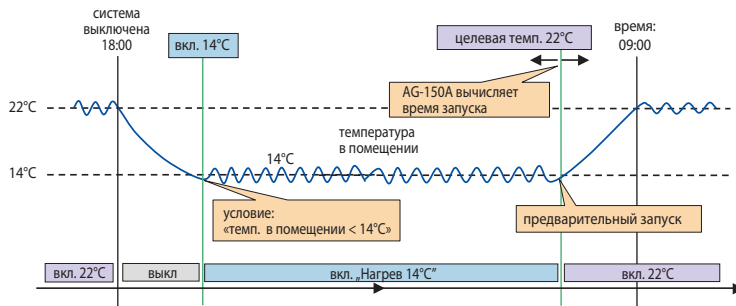 система
выключена
18:00
вкл. 14°C
целевая темп. 22°C
время:
09:00
AG-150A вычисляет
время запуска
22°C
температура
в помещении
14°C
14°C
условие:
«темп. в помещении < 14°C»
предварительный запуск
вкл. 22°C
выкл
вкл. „Нагрев 14°C"
вкл. 22°C